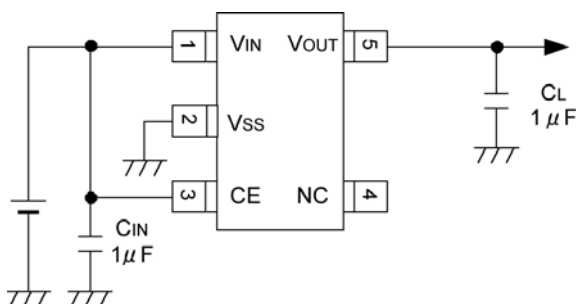 1 VIN VOUT 5
2 VSS
3 CE NC 4
CIN
1μF
CL
1μF